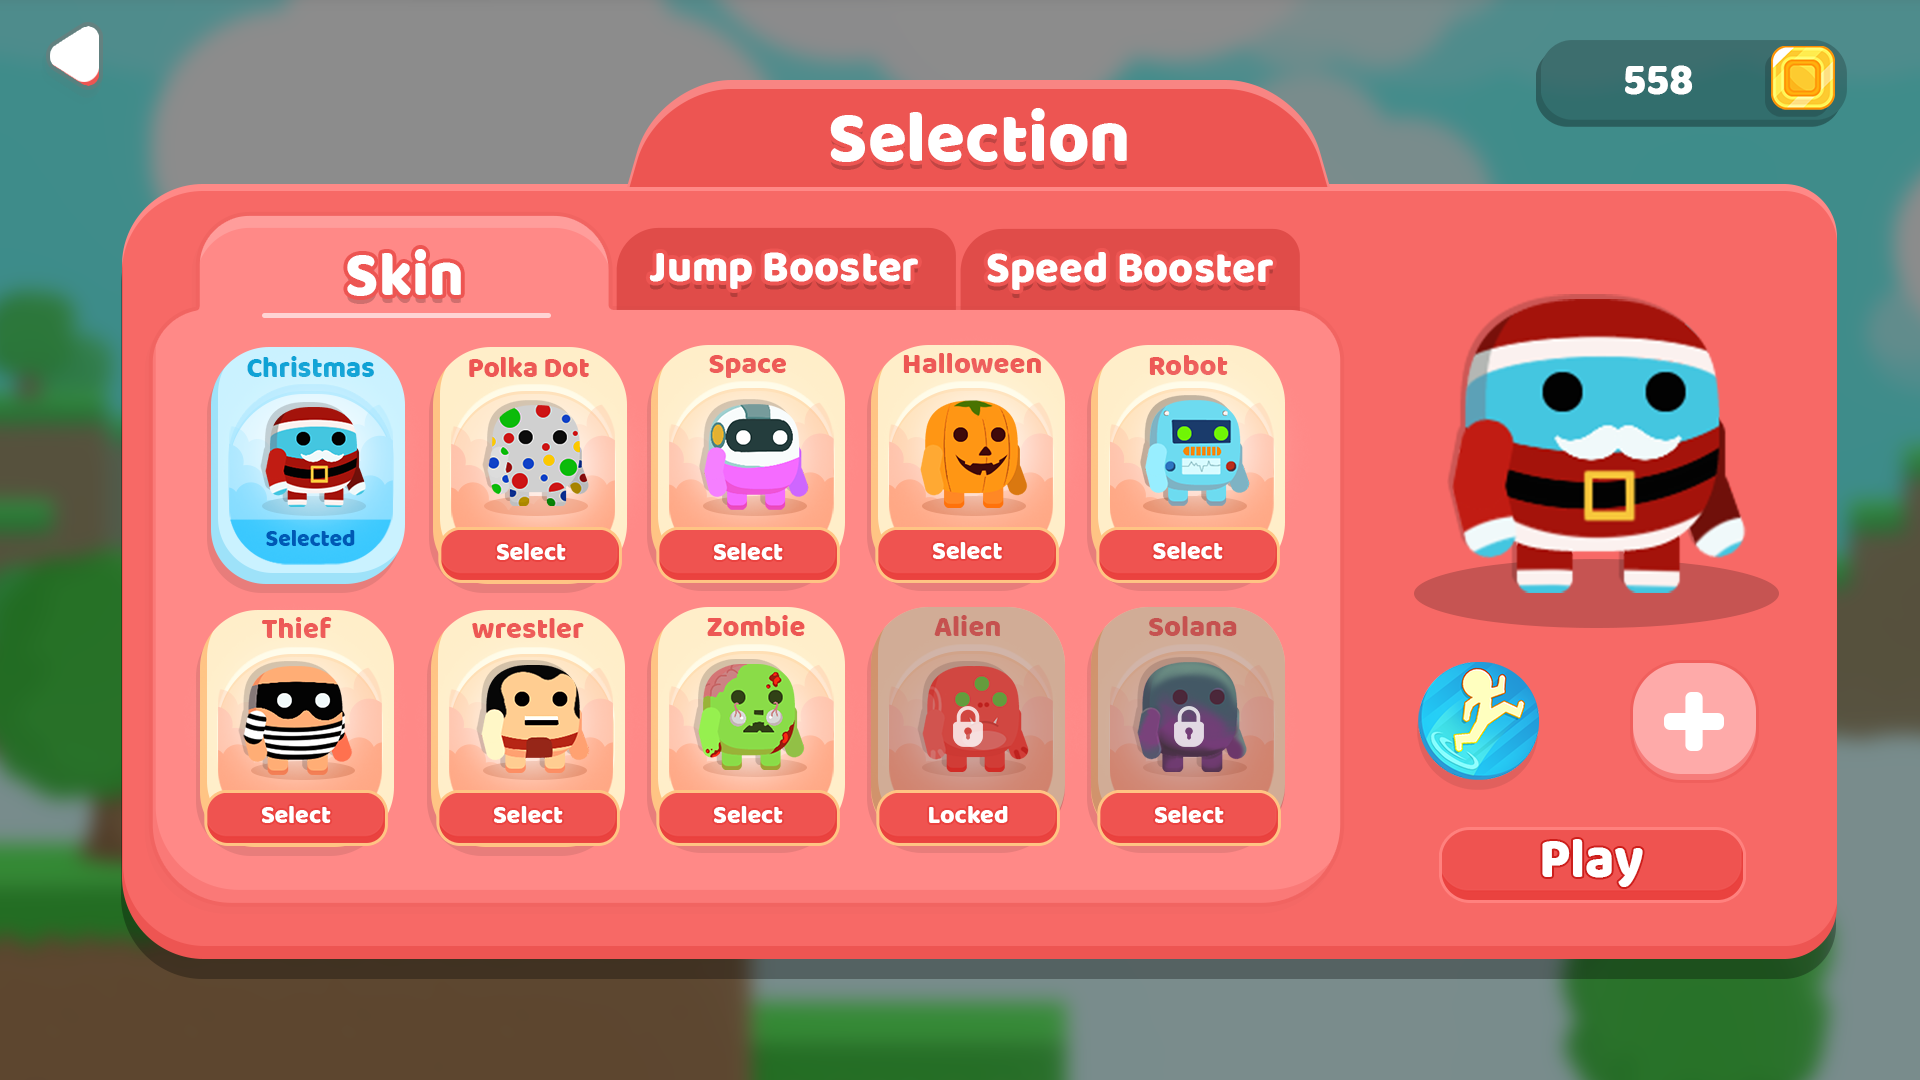 558
Selection
Skin
Jump Booster
Speed Booster
Christmas
Polka Dot
Space
Halloween
Robot
Selected
Select
Select
Select
Select
Thief
wrestler
Zombie
Alien
Solana
Select
Select
Select
Locked
Select
Play